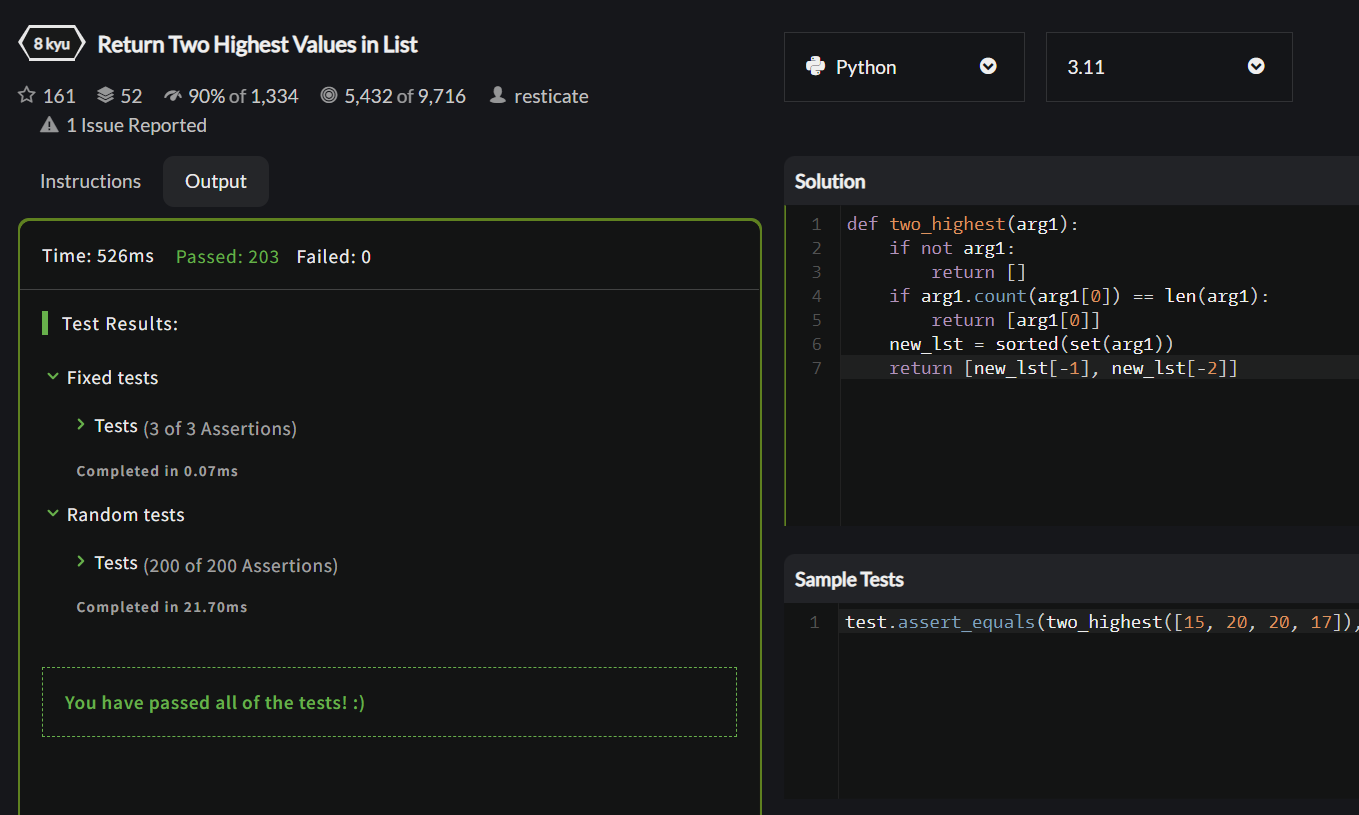 8 kyu Return Two Highest Values in List
161 52 90% of 1,334 5,432 of 9,716 resticate
1 Issue Reported
Instructions Output
Time: 526ms Passed: 203 Failed: 0
Test Results:
Fixed tests
Tests (3 of 3 Assertions)
Completed in 0.07ms
Random tests
Tests (200 of 200 Assertions)
Completed in 21.70ms
You have passed all of the tests! :)
Python 3.11
Solution
1 def two_highest(arg1):
2     if not arg1:
3         return []
4     if arg1.count(arg1[0]) == len(arg1):
5         return [arg1[0]]
6     new_lst = sorted(set(arg1))
7     return [new_lst[-1], new_lst[-2]]
Sample Tests
1 test.assert_equals(two_highest([15, 20, 20, 17]),